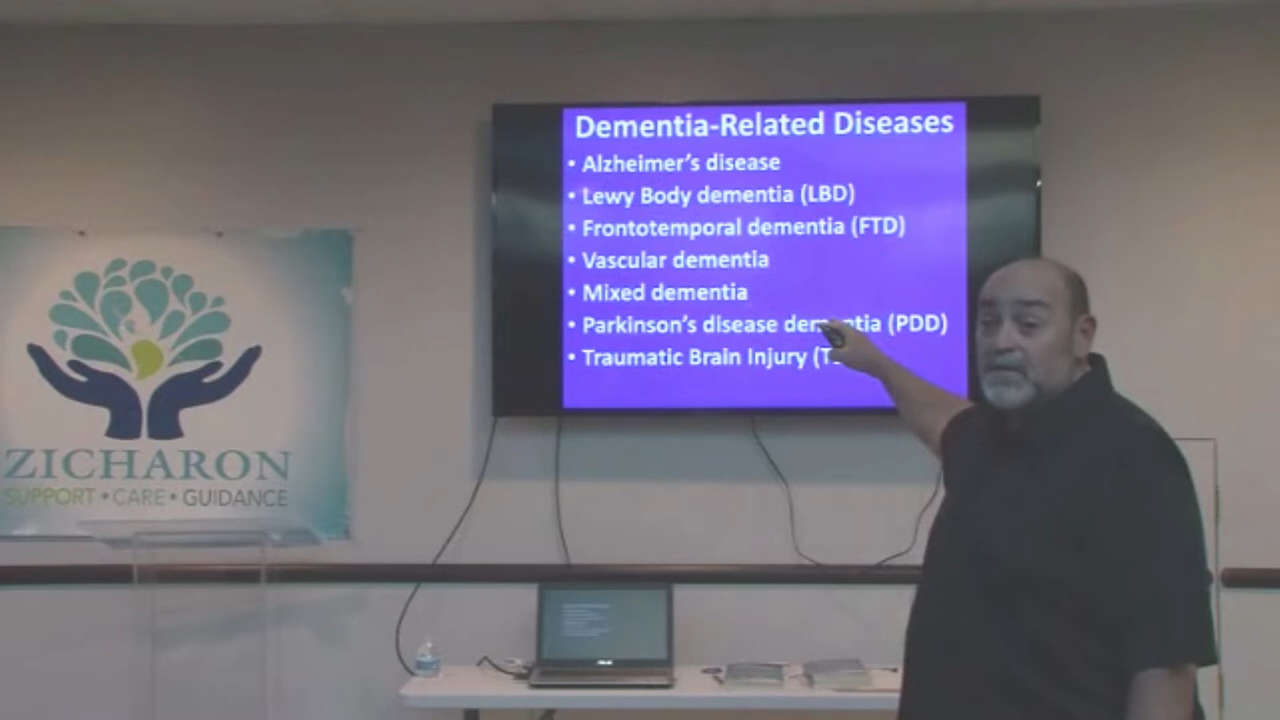 Dementia-Related Diseases
• Alzheimer's disease
• Lewy Body dementia (LBD)
• Frontotemporal dementia (FTD)
• Vascular dementia
• Mixed dementia
• Parkinson's disease dementia (PDD)
• Traumatic Brain Injury
ZICHARON
SUPPORT • CARE • GUIDANCE